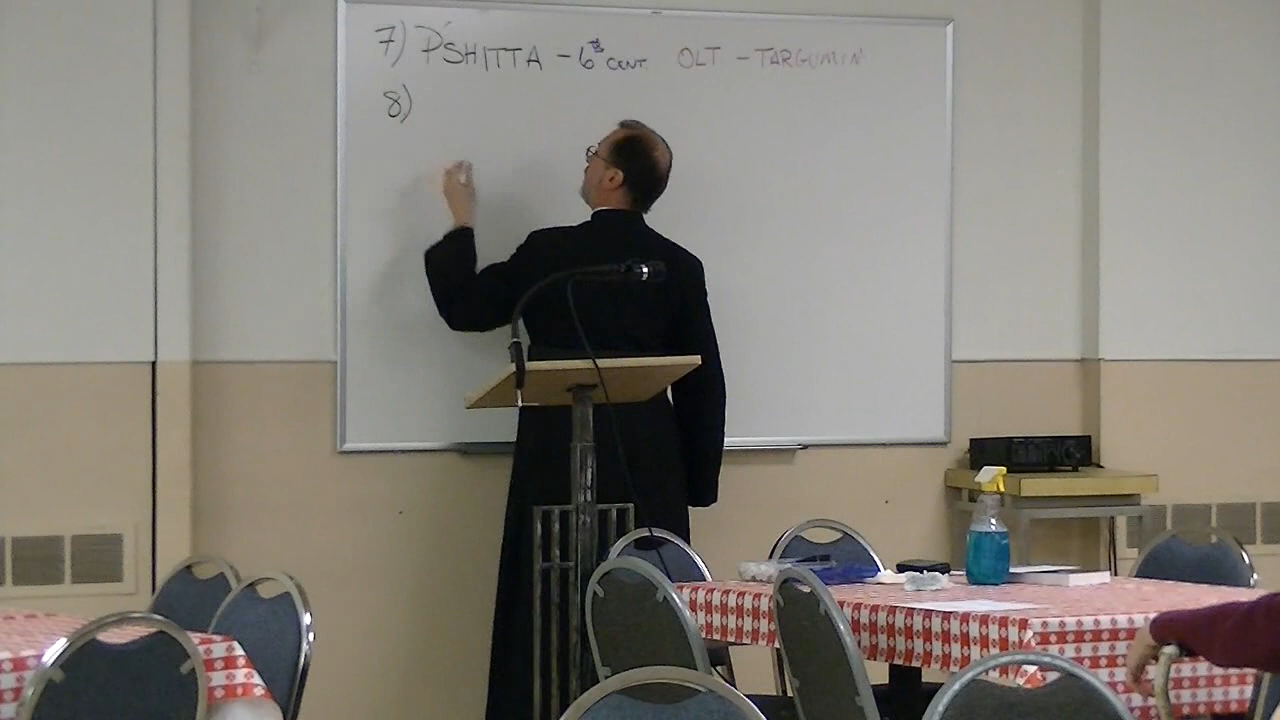 7) P'SHITTA – 6th CENT. OLT – TARGUMIN
8)